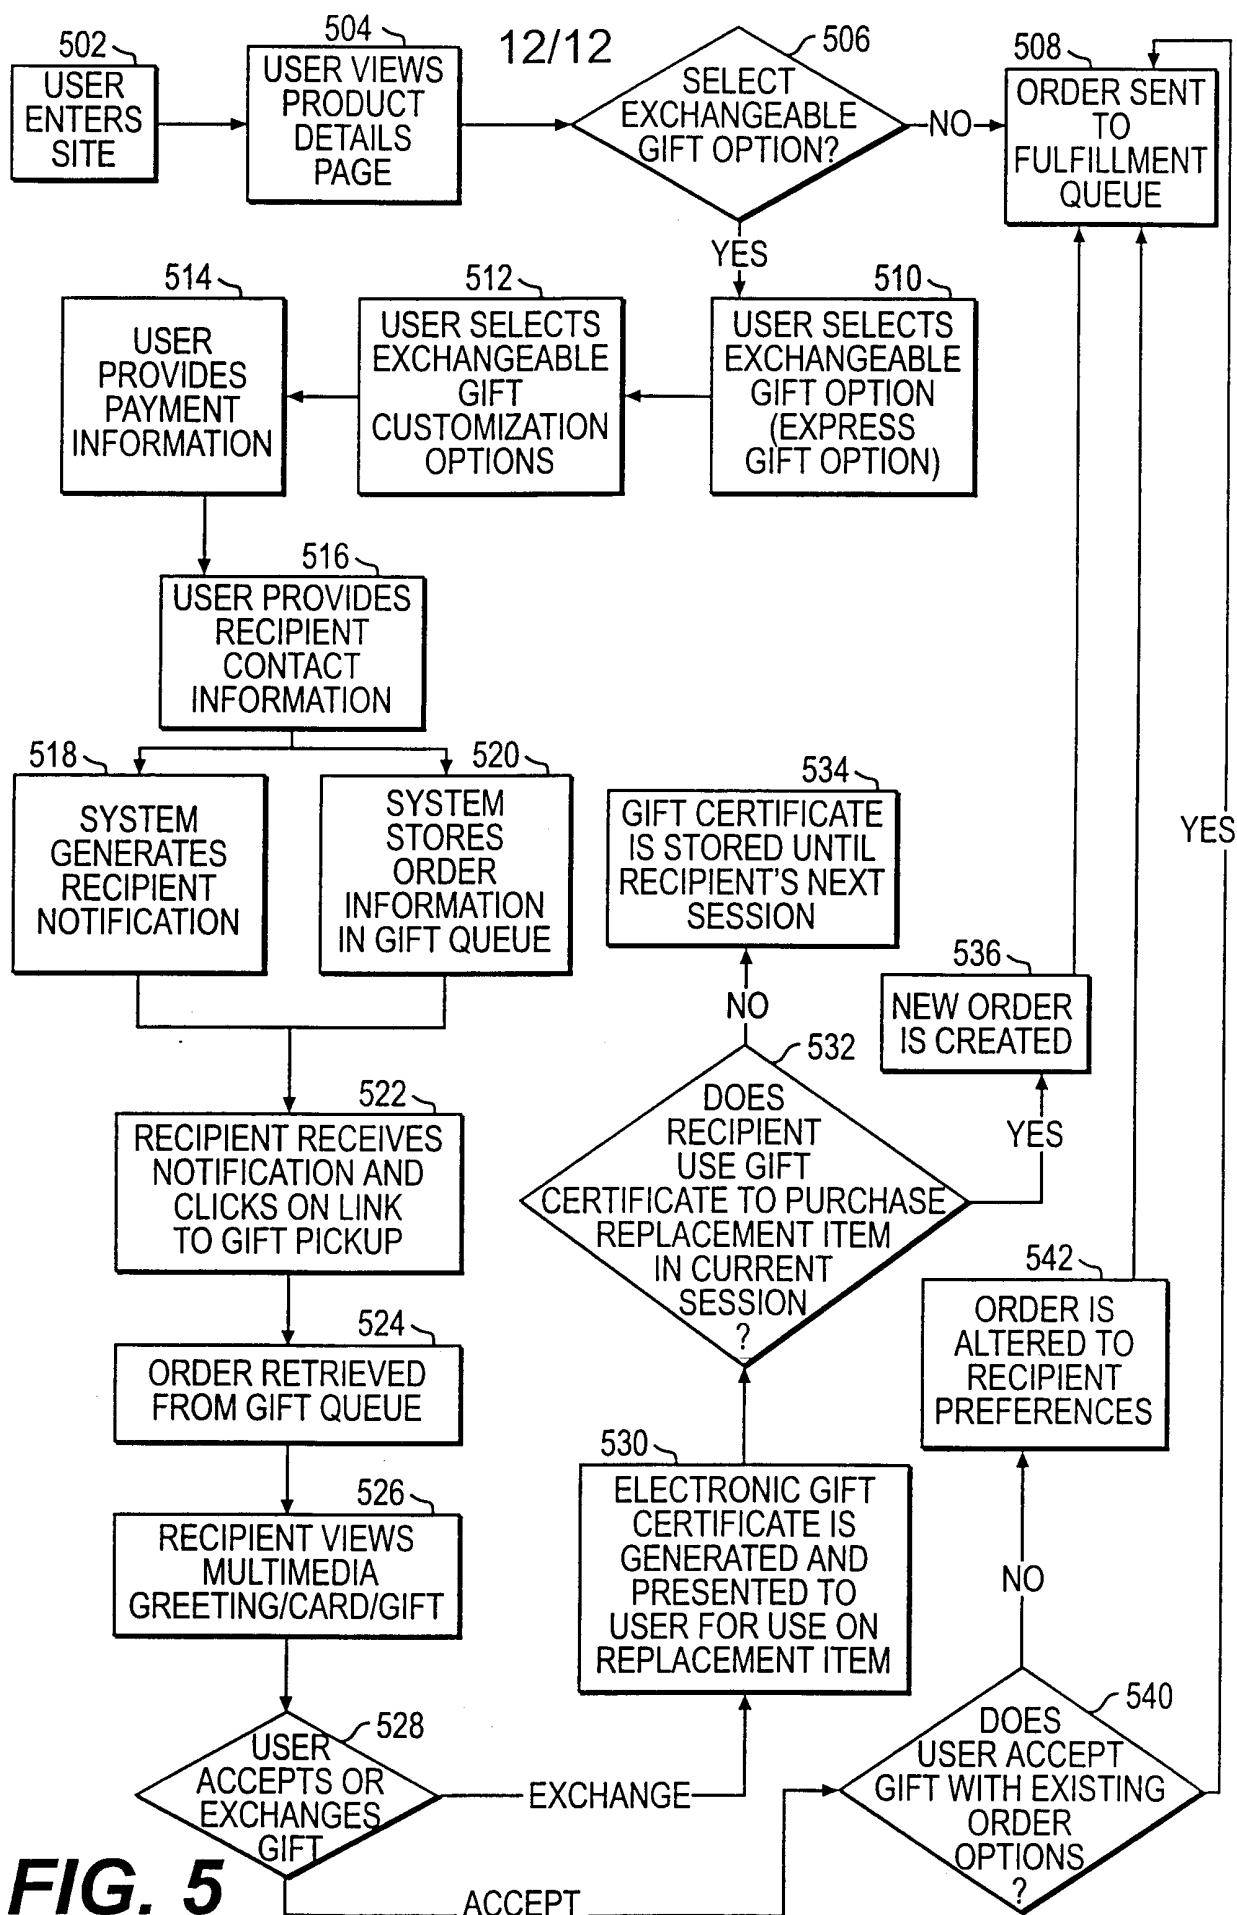 12/12
502
USER
ENTERS
SITE
504
USER VIEWS
PRODUCT
DETAILS
PAGE
506
SELECT
EXCHANGEABLE
GIFT OPTION?
NO
YES
508
ORDER SENT
TO
FULFILLMENT
QUEUE
510
USER SELECTS
EXCHANGEABLE
GIFT OPTION
(EXPRESS
GIFT OPTION)
512
USER SELECTS
EXCHANGEABLE
GIFT
CUSTOMIZATION
OPTIONS
514
USER
PROVIDES
PAYMENT
INFORMATION
516
USER PROVIDES
RECIPIENT
CONTACT
INFORMATION
518
SYSTEM
GENERATES
RECIPIENT
NOTIFICATION
520
SYSTEM
STORES
ORDER
INFORMATION
IN GIFT QUEUE
522
RECIPIENT RECEIVES
NOTIFICATION AND
CLICKS ON LINK
TO GIFT PICKUP
524
ORDER RETRIEVED
FROM GIFT QUEUE
526
RECIPIENT VIEWS
MULTIMEDIA
GREETING/CARD/GIFT
528
USER
ACCEPTS OR
EXCHANGES
GIFT
EXCHANGE
ACCEPT
530
ELECTRONIC GIFT
CERTIFICATE IS
GENERATED AND
PRESENTED TO
USER FOR USE ON
REPLACEMENT ITEM
532
DOES
RECIPIENT
USE GIFT
CERTIFICATE TO PURCHASE
REPLACEMENT ITEM
IN CURRENT
SESSION
?
NO
YES
534
GIFT CERTIFICATE
IS STORED UNTIL
RECIPIENT'S NEXT
SESSION
536
NEW ORDER
IS CREATED
540
DOES
USER ACCEPT
GIFT WITH EXISTING
ORDER
OPTIONS
?
NO
YES
542
ORDER IS
ALTERED TO
RECIPIENT
PREFERENCES
FIG. 5